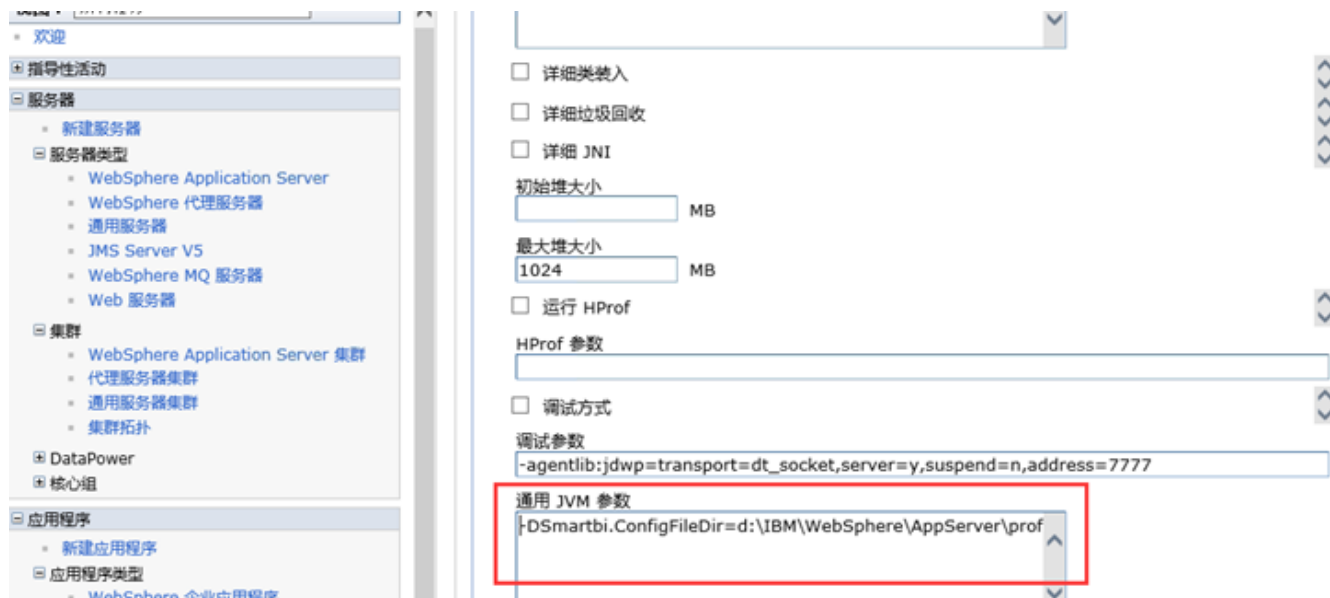 欢迎
指导性活动
服务器
新建服务器
服务器类型
WebSphere Application Server
WebSphere 代理服务器
通用服务器
JMS Server V5
WebSphere MQ 服务器
Web 服务器
集群
WebSphere Application Server 集群
代理服务器集群
通用服务器集群
集群拓扑
DataPower
核心组
应用程序
新建应用程序
应用程序类型
WebSphere 企业应用程序
详细类装入
详细垃圾回收
详细 JNI
初始堆大小
MB
最大堆大小
1024 MB
运行 HProf
HProf 参数
调试方式
调试参数
-agentlib:jdwp=transport=dt_socket,server=y,suspend=n,address=7777
通用 JVM 参数
-DSmartbi.ConfigFileDir=d:\IBM\WebSphere\AppServer\prof